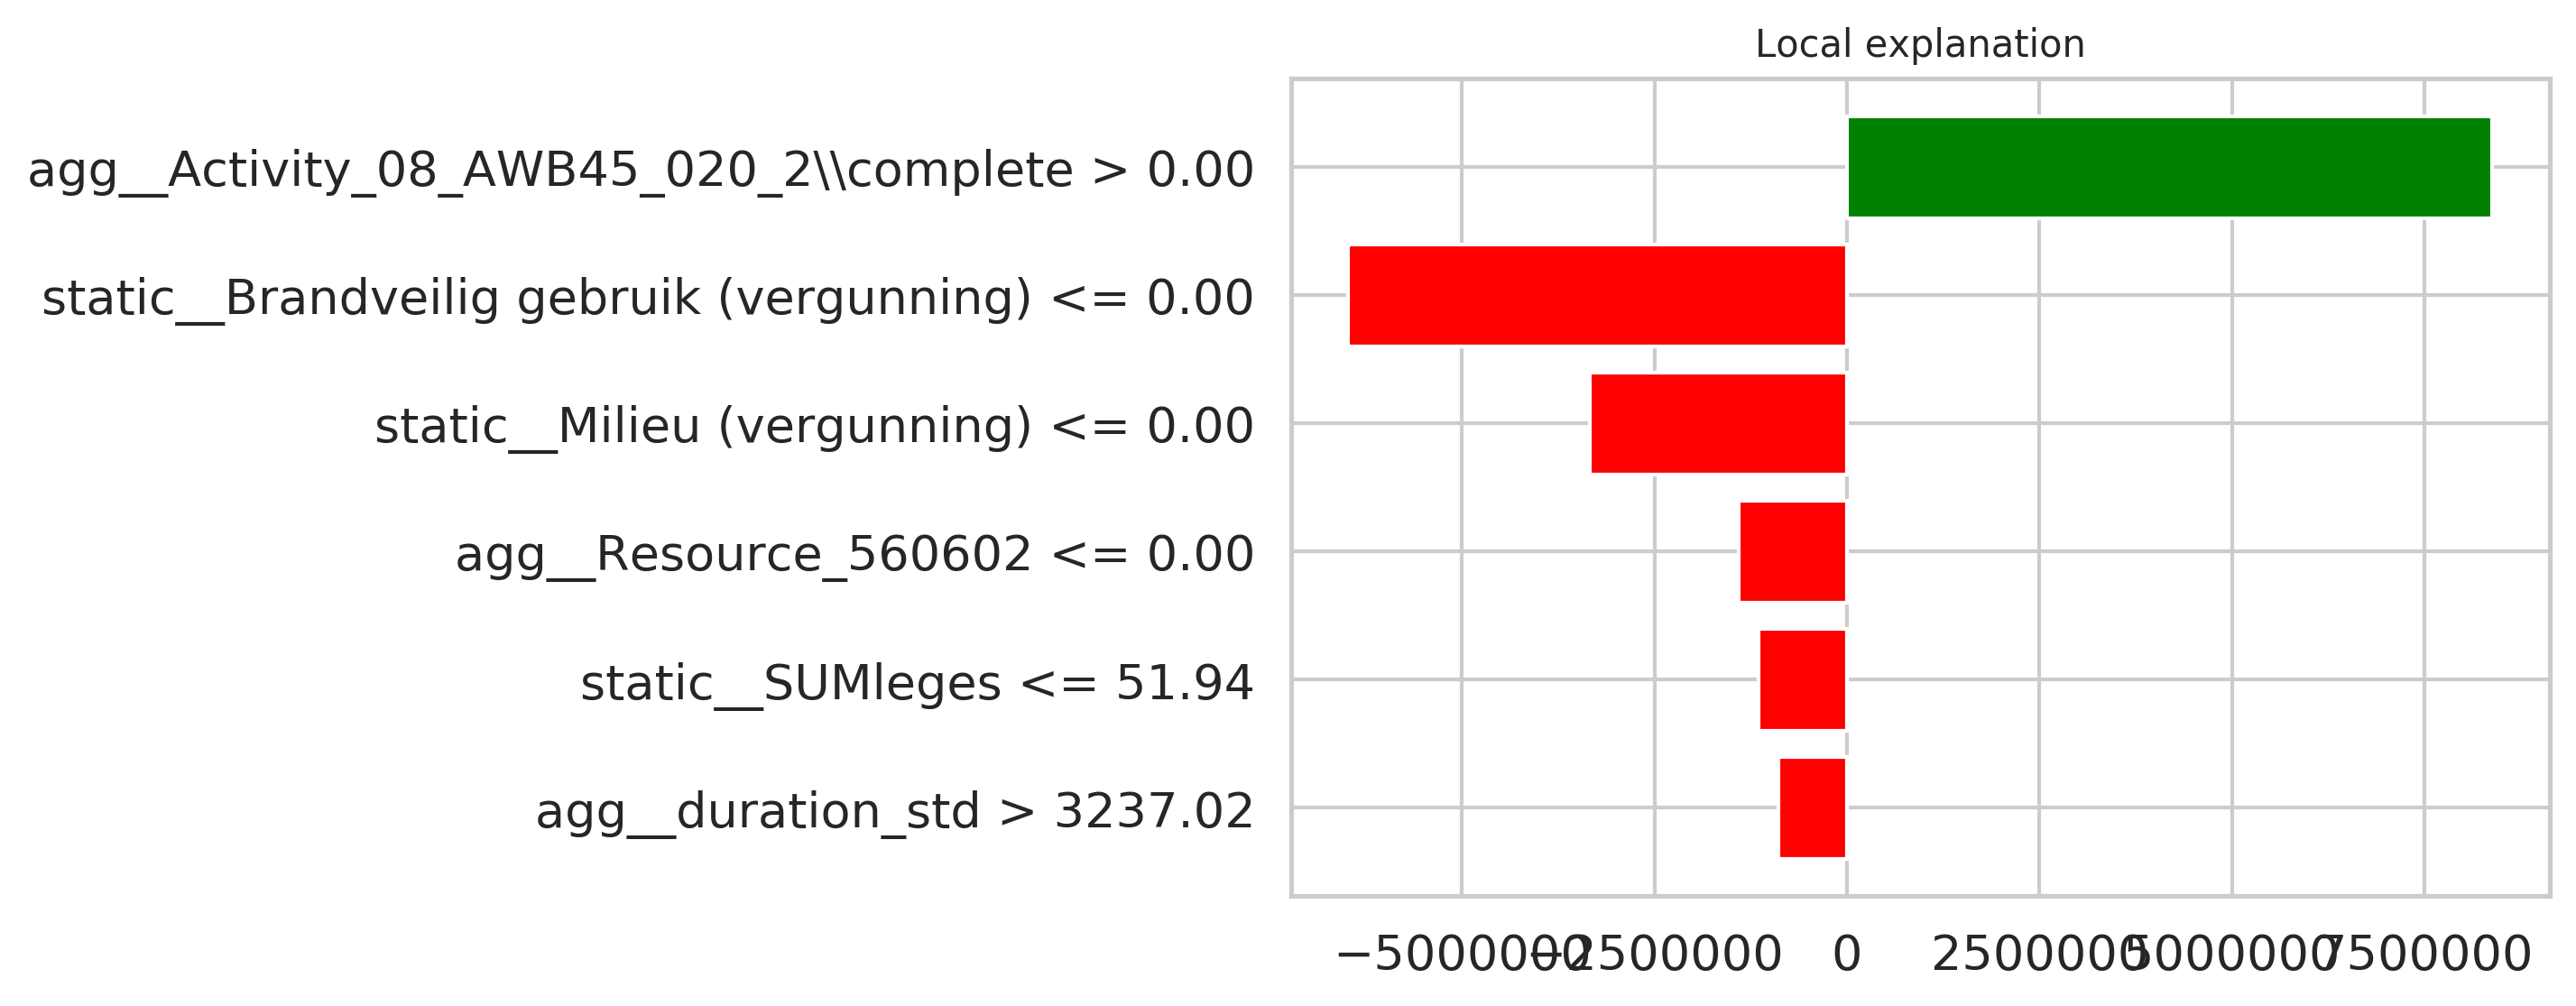 Local explanation
agg__Activity_08_AWB45_020_2\\complete > 0.00
static__Brandveilig gebruik (vergunning) <= 0.00
static__Milieu (vergunning) <= 0.00
agg__Resource_560602 <= 0.00
static__SUMleges <= 51.94
agg__duration_std > 3237.02
−5000000 −2500000 0 2500000 5000000 7500000